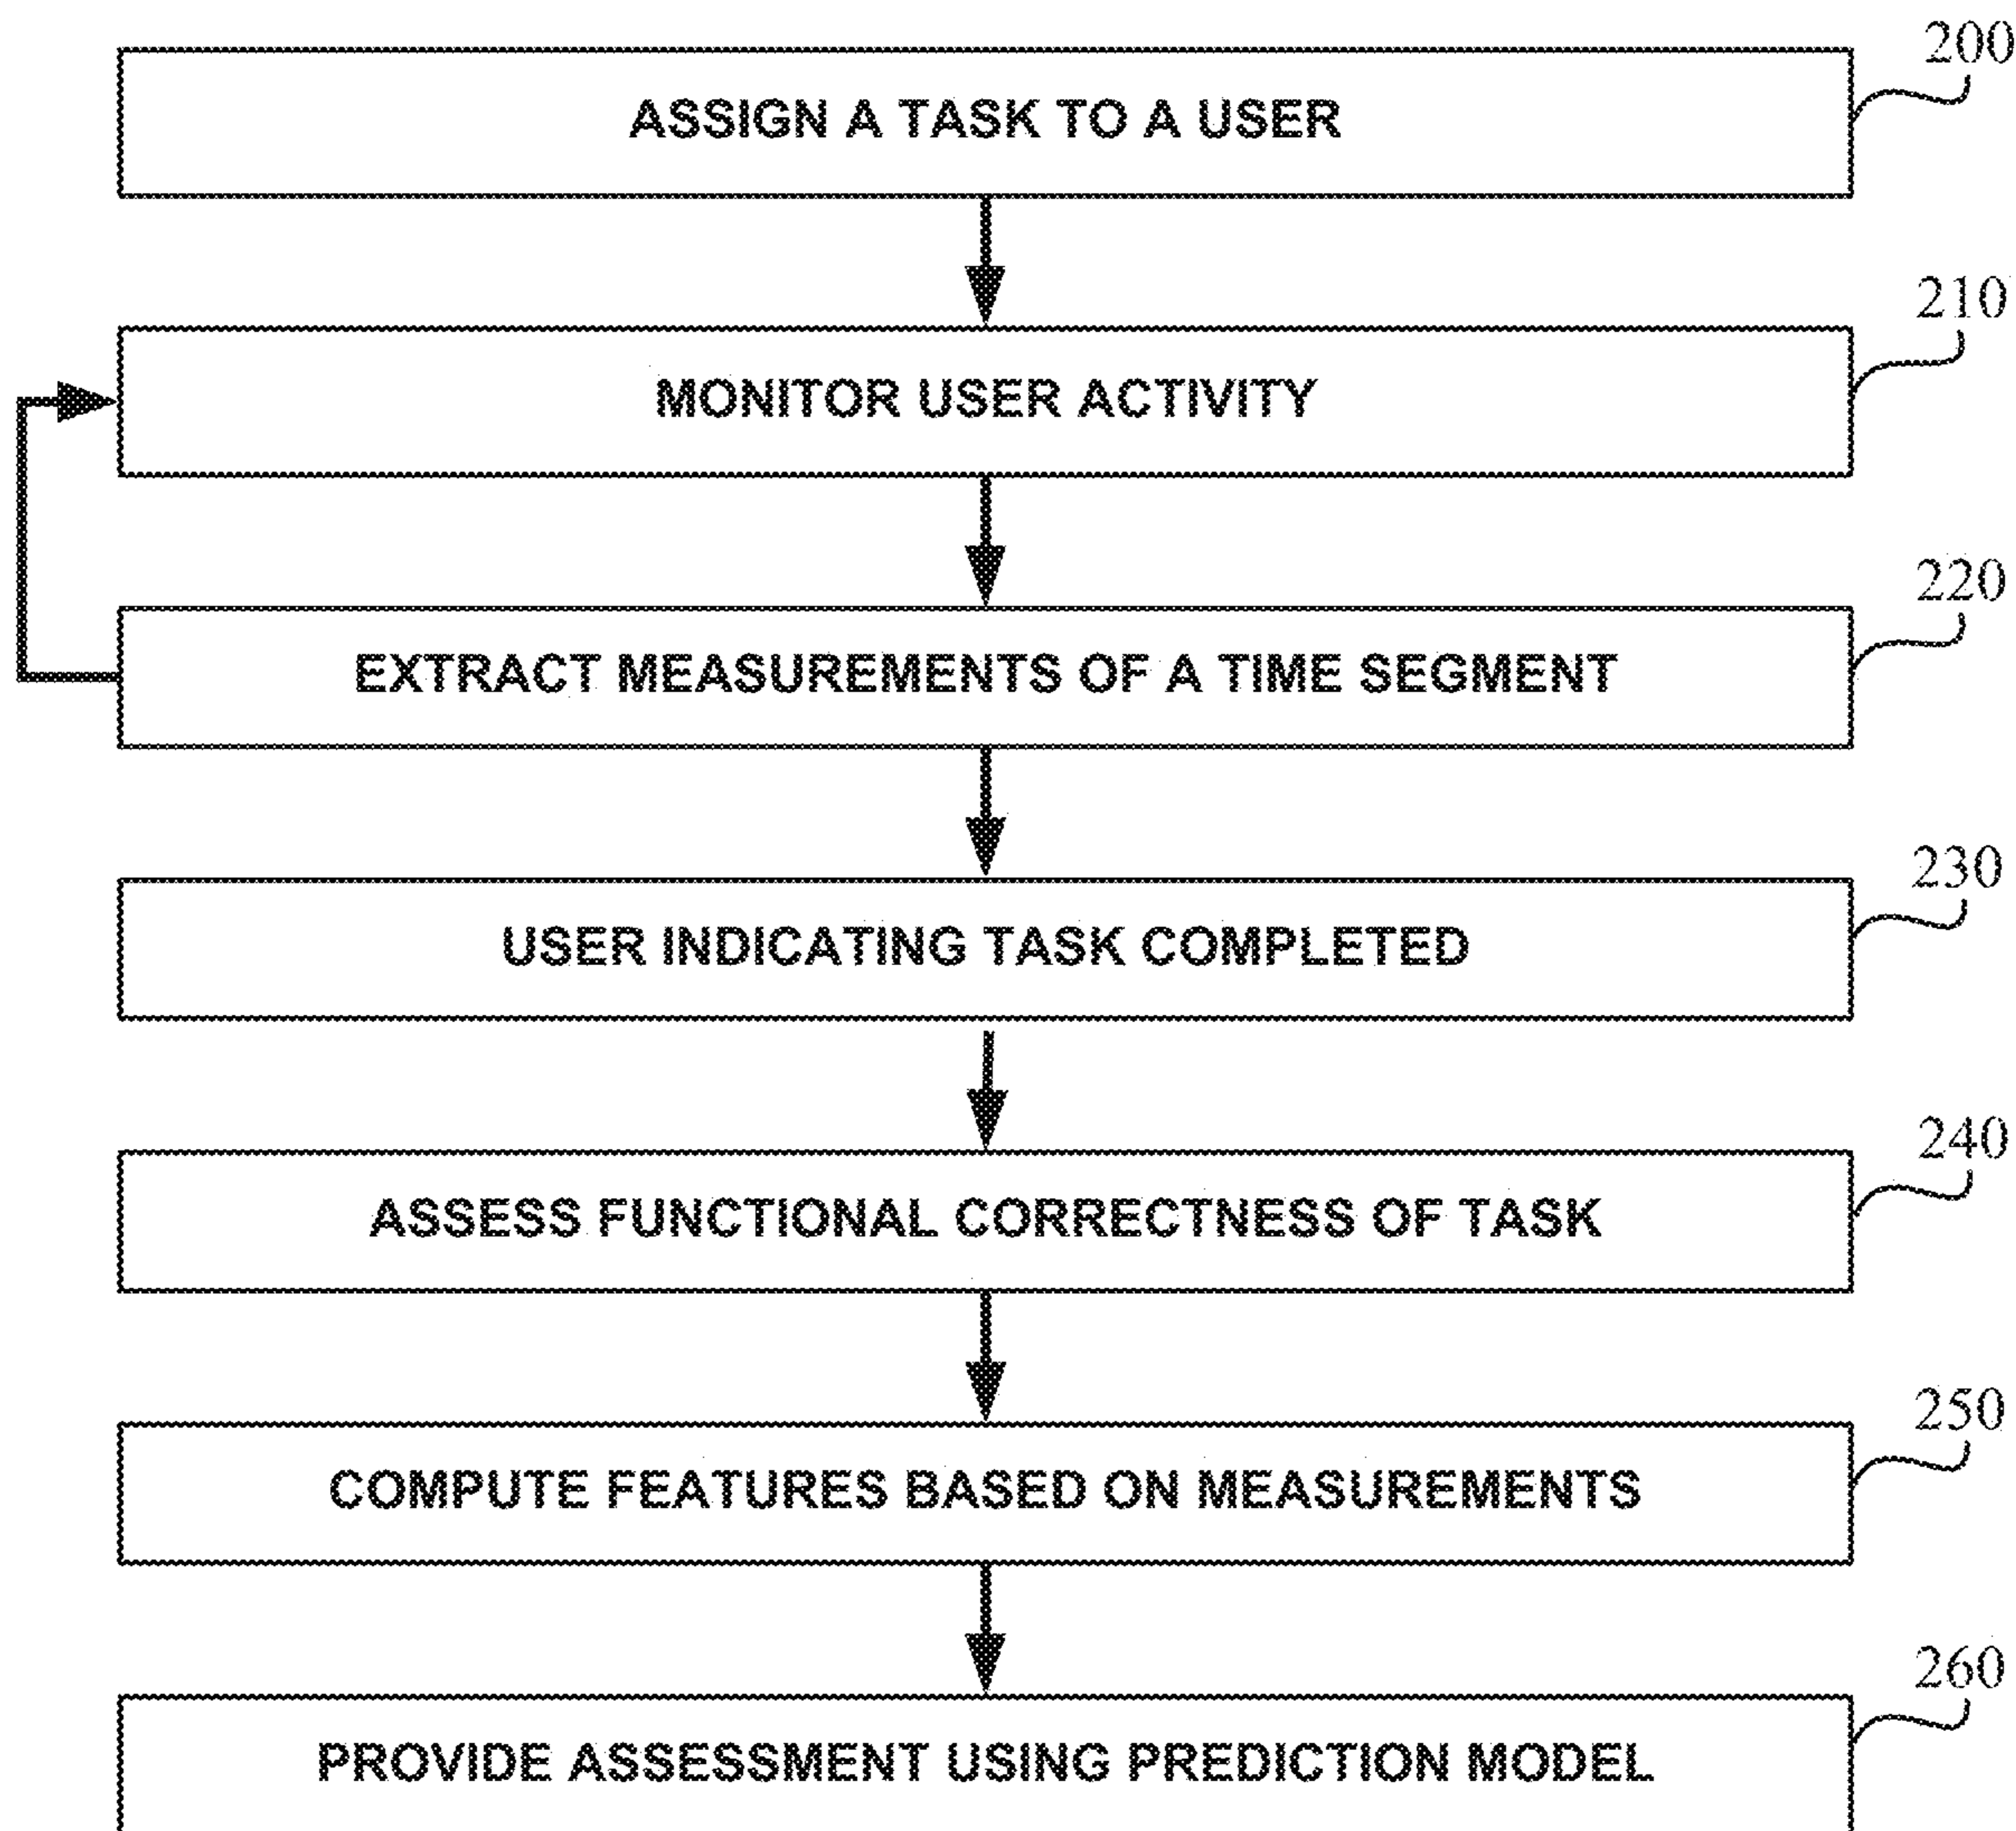 200
ASSIGN A TASK TO A USER
210
MONITOR USER ACTIVITY
220
EXTRACT MEASUREMENTS OF A TIME SEGMENT
230
USER INDICATING TASK COMPLETED
240
ASSESS FUNCTIONAL CORRECTNESS OF TASK
250
COMPUTE FEATURES BASED ON MEASUREMENTS
260
PROVIDE ASSESSMENT USING PREDICTION MODEL